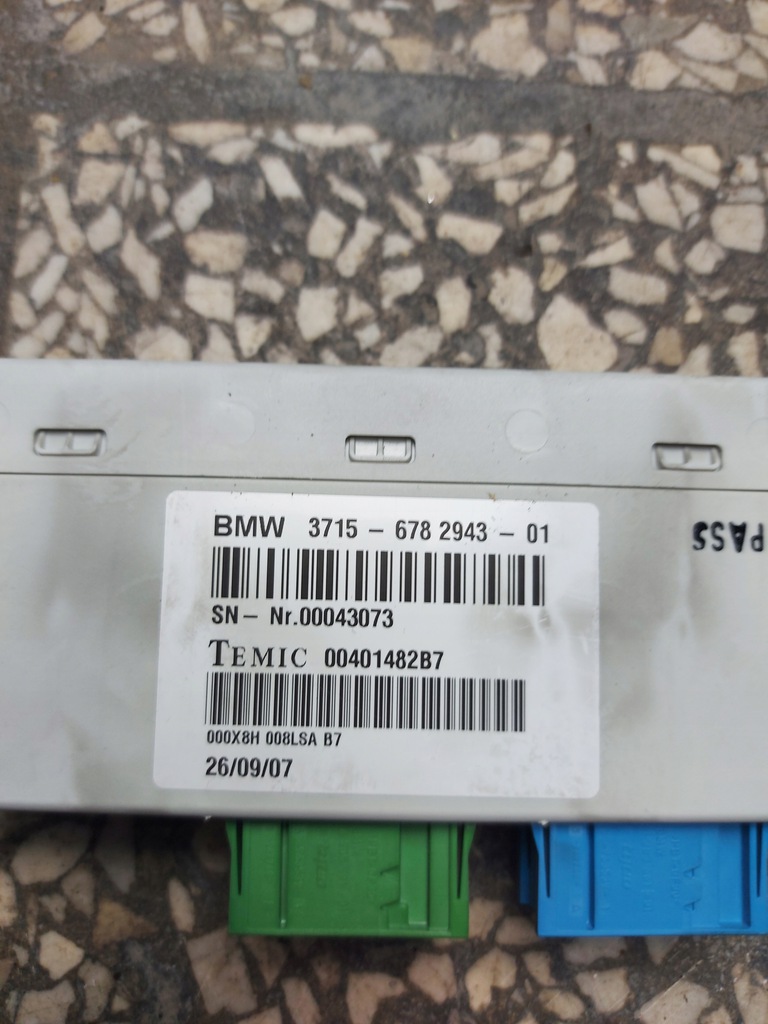 BMW 3715 - 678 2943 - 01
SN - Nr.00043073
TEMIC 00401482B7
000X8H 008LSA B7
26/09/07
PASS